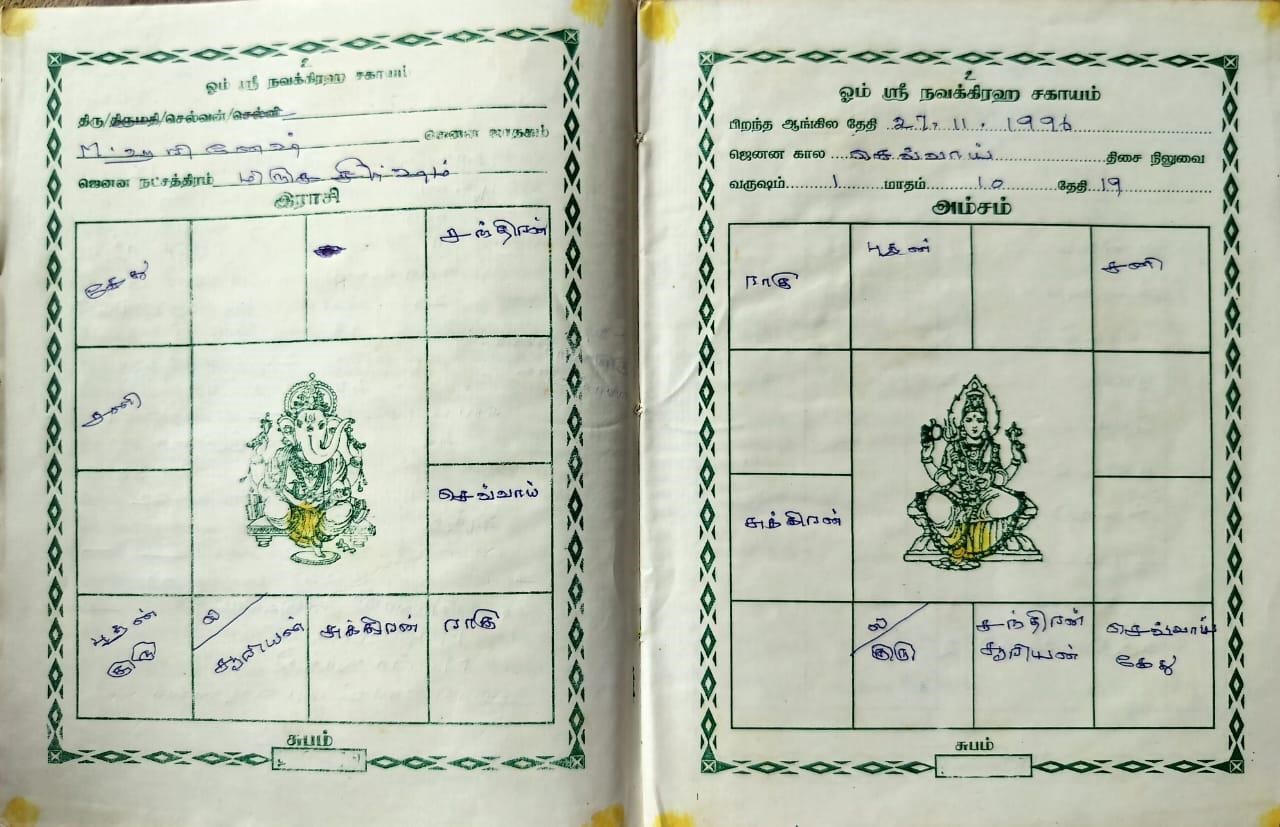 உ
ஓம் ஸ்ரீ நவக்கிரஹ சகாயம்
திரு/திருமதி/செல்வன்/செல்வி
ஜெனன ஜாதகம்
ஜெனன நட்சத்திரம் மிருகசீரிஷம்
இராசி
சந்திரன்
கேது
சனி
செவ்வாய்
புதன்
குரு
ல
சூரியன்
சுக்கிரன்
ராகு
சுபம்
உ
ஓம் ஸ்ரீ நவக்கிரஹ சகாயம்
பிறந்த ஆங்கில தேதி 27.11.1996
ஜெனன கால செவ்வாய் திசை நிலுவை
வருஷம் 1 மாதம் 10 தேதி 19
அம்சம்
ராகு
புதன்
சனி
சுக்கிரன்
ல
குரு
சந்திரன்
சூரியன்
செவ்வாய்
கேது
சுபம்